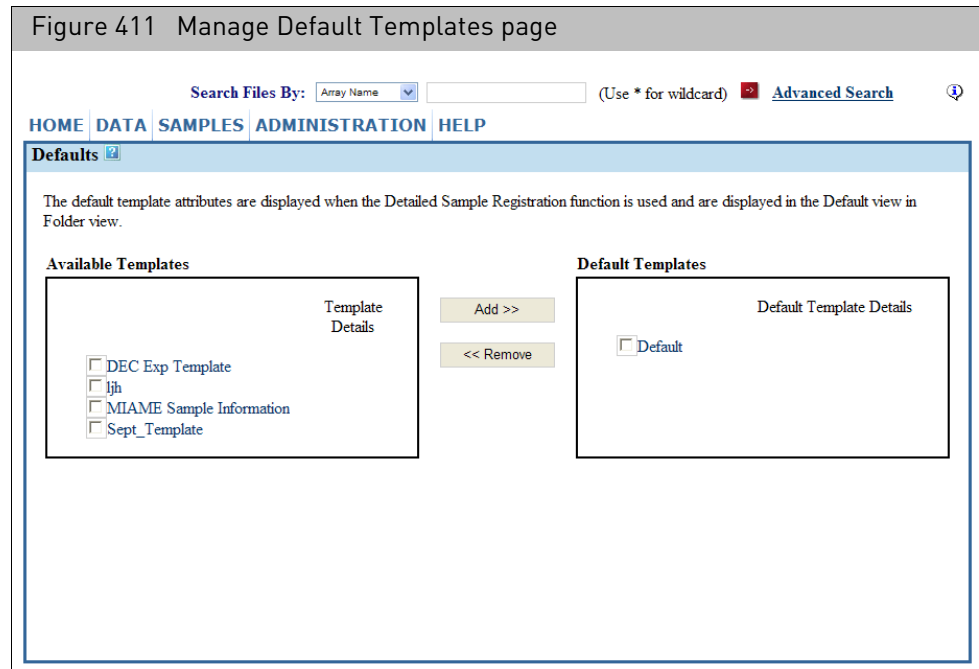 Figure 411 Manage Default Templates page
Search Files By: Array Name (Use * for wildcard) Advanced Search
HOME DATA SAMPLES ADMINISTRATION HELP
Defaults ?
The default template attributes are displayed when the Detailed Sample Registration function is used and are displayed in the Default view in
Folder view.
Available Templates
Template
Details
DEC Exp Template
ljh
MIAME Sample Information
Sept_Template
Add >>
<< Remove
Default Templates
Default Template Details
Default